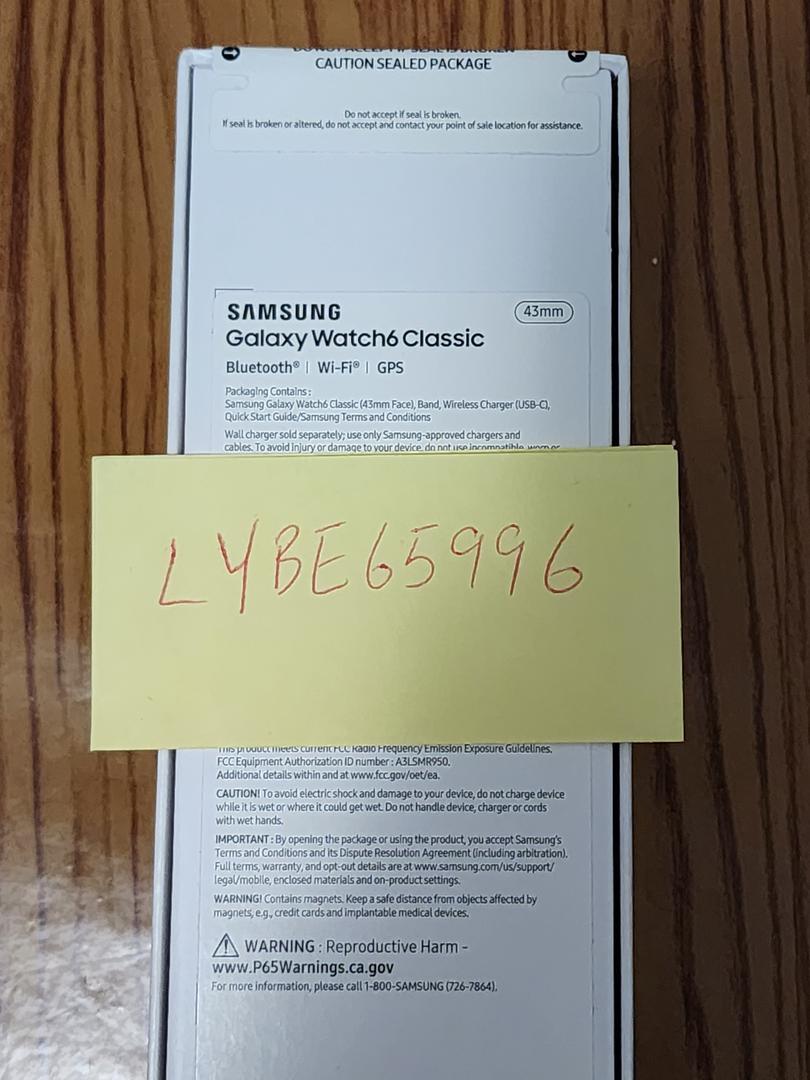 DO NOT ACCEPT IF SEAL IS BROKEN
CAUTION SEALED PACKAGE
Do not accept if seal is broken.
If seal is broken or altered, do not accept and contact your point of sale location for assistance.
SAMSUNG
43mm
Galaxy Watch6 Classic
Bluetooth® | Wi-Fi® | GPS
Packaging Contains :
Samsung Galaxy Watch6 Classic (43mm Face), Band, Wireless Charger (USB-C),
Quick Start Guide/Samsung Terms and Conditions
Wall charger sold separately; use only Samsung-approved chargers and
cables. To avoid injury or damage to your device, do not use incompatible, worn or
LYBE65996
This product meets current FCC Radio Frequency Emission Exposure Guidelines.
FCC Equipment Authorization ID number : A3LSMR950.
Additional details within and at www.fcc.gov/oet/ea.
CAUTION! To avoid electric shock and damage to your device, do not charge device
while it is wet or where it could get wet. Do not handle device, charger or cords
with wet hands.
IMPORTANT : By opening the package or using the product, you accept Samsung's
Terms and Conditions and its Dispute Resolution Agreement (including arbitration).
Full terms, warranty, and opt-out details are at www.samsung.com/us/support/
legal/mobile, enclosed materials and on-product settings.
WARNING! Contains magnets. Keep a safe distance from objects affected by
magnets, e.g., credit cards and implantable medical devices.
WARNING : Reproductive Harm -
www.P65Warnings.ca.gov
For more information, please call 1-800-SAMSUNG (726-7864).